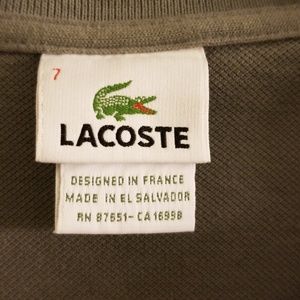 7
LACOSTE
DESIGNED IN FRANCE
MADE IN EL SALVADOR
RN 87651-CA 16998